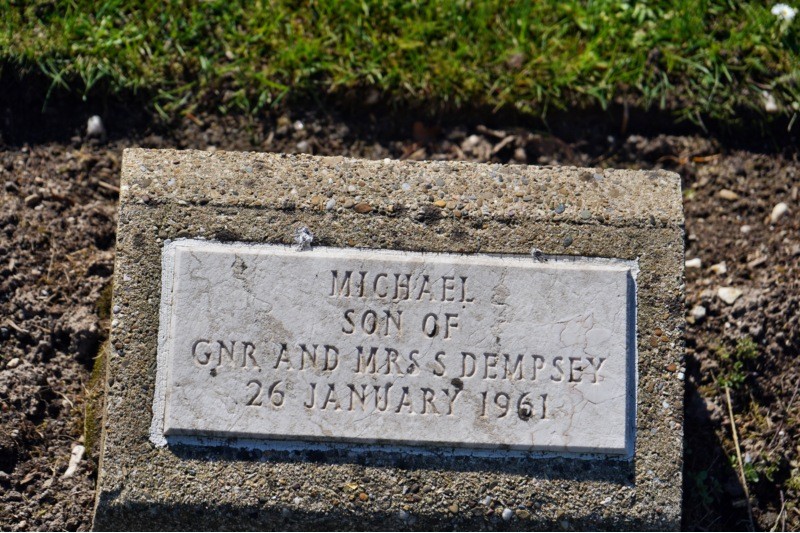 MICHAEL
SON OF
GNR AND MRS S DEMPSEY
26 JANUARY 1961